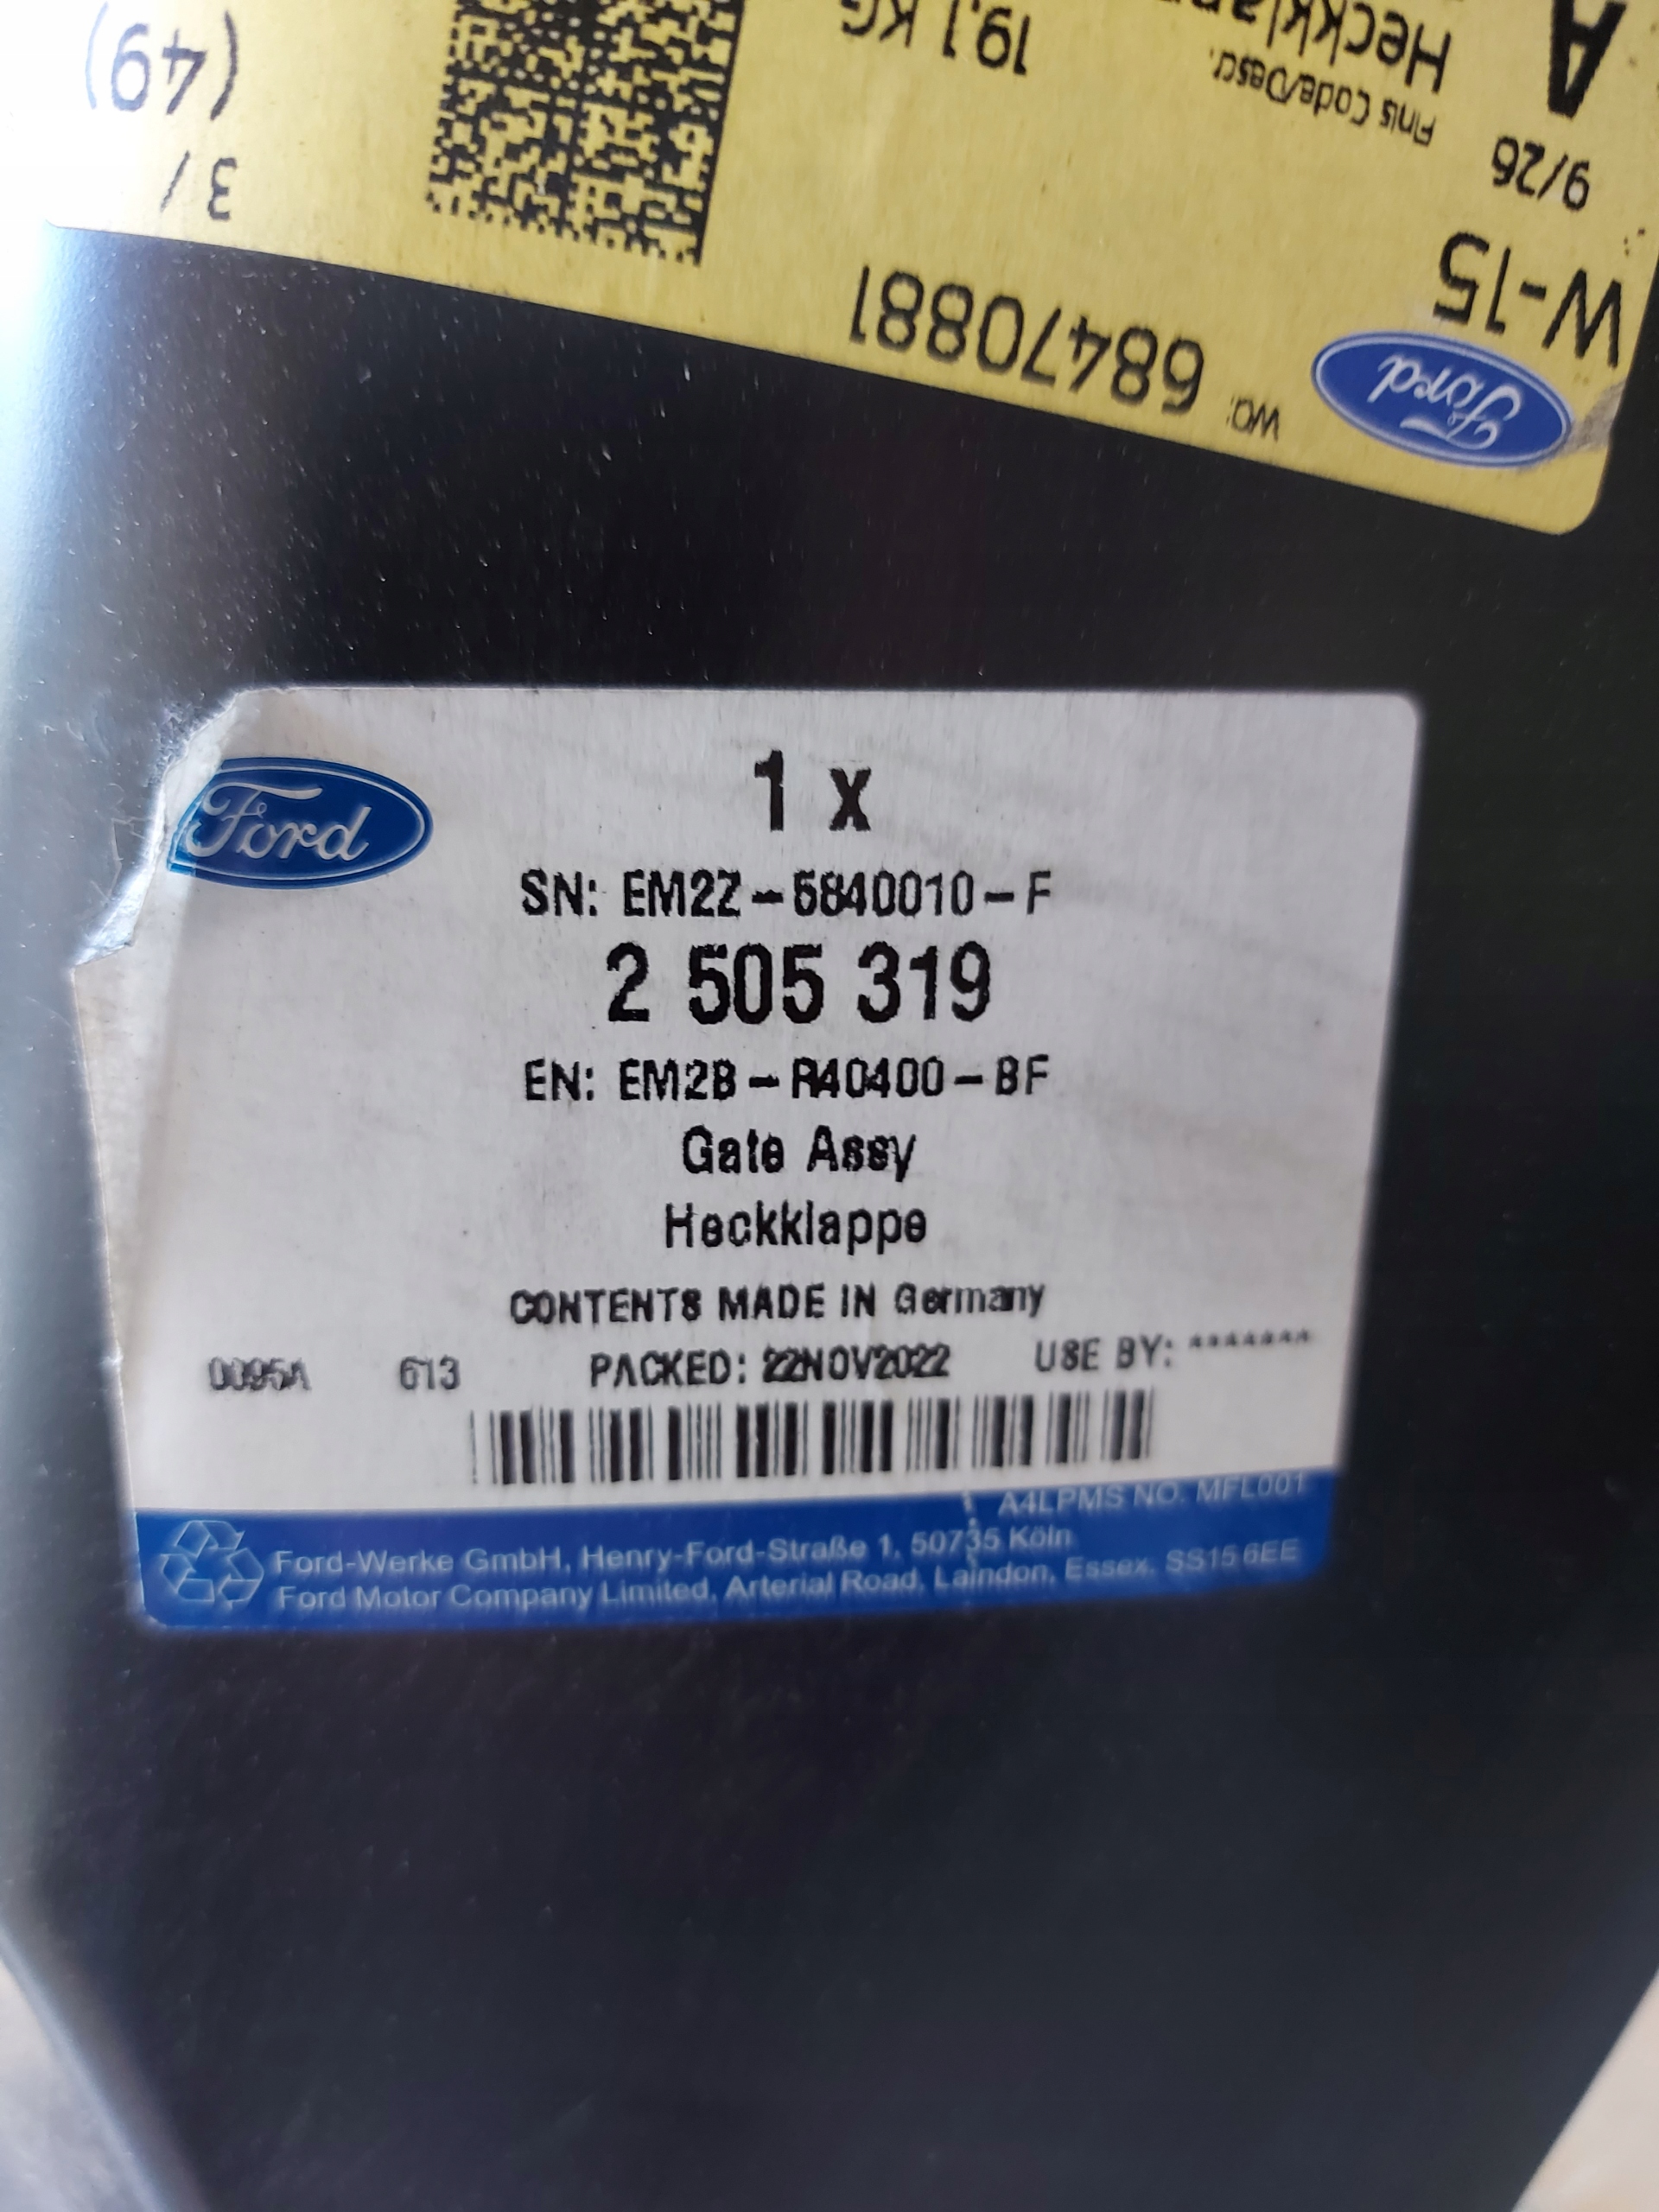 Ford
W-15
WO: 68470881
9/26
3 / (49)
A
Finis Code/Descr.
19,1 KG
Ford
1 x
SN: EM2Z-5840010-F
2 505 319
EN: EM2B-R40400-BF
Gate Assy
Heckklappe
CONTENTS MADE IN Germany
0095A 613 PACKED: 22NOV2022 USE BY: *******
A4LPMS NO. MFL001
Ford-Werke GmbH, Henry-Ford-Straße 1, 50735 Köln
Ford Motor Company Limited, Arterial Road, Laindon, Essex, SS15 6EE